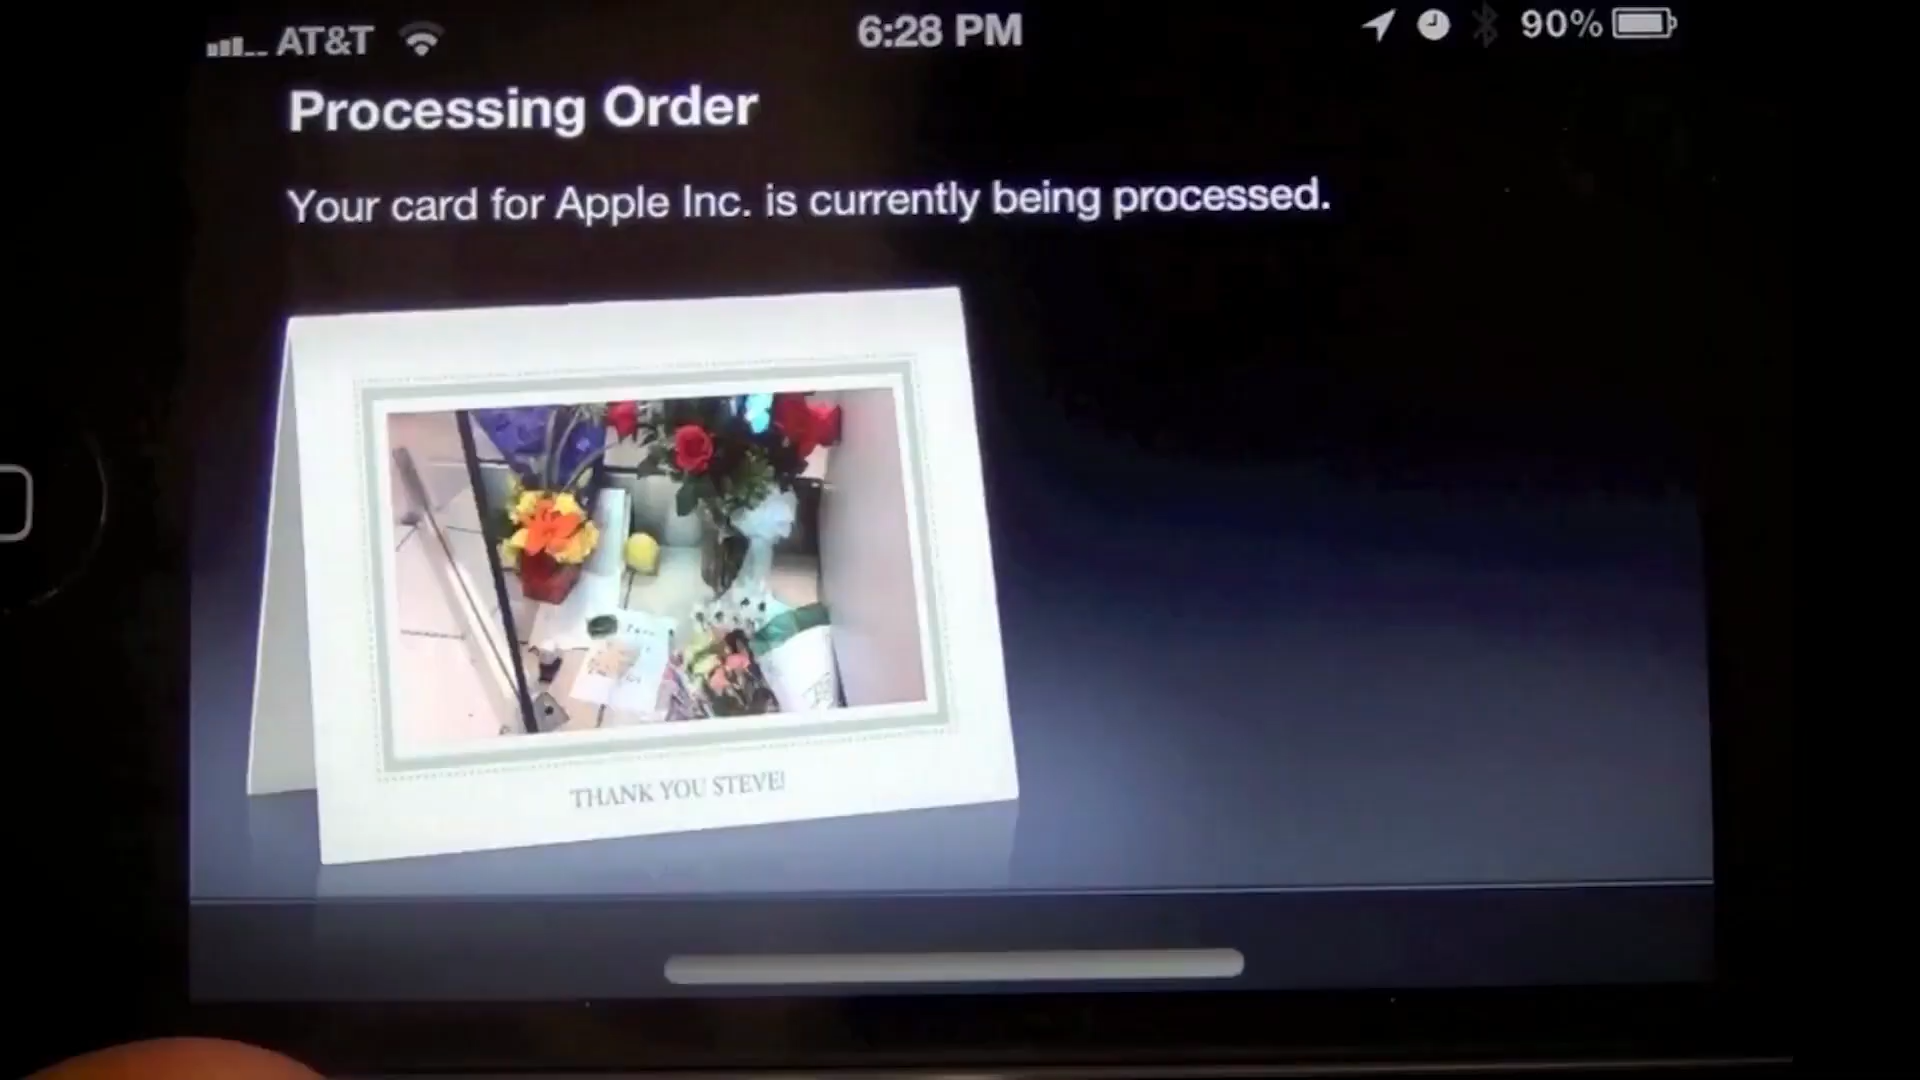 AT&T 6:28 PM 90%
Processing Order
Your card for Apple Inc. is currently being processed.
THANK YOU STEVE!